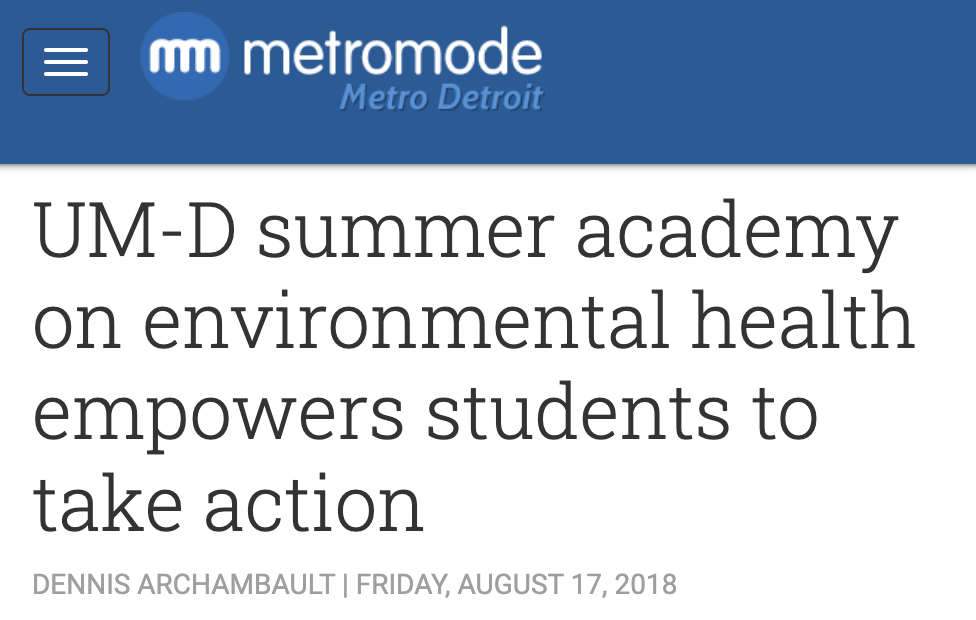 mm metromode
Metro Detroit
UM-D summer academy
on environmental health
empowers students to
take action
DENNIS ARCHAMBAULT | FRIDAY, AUGUST 17, 2018